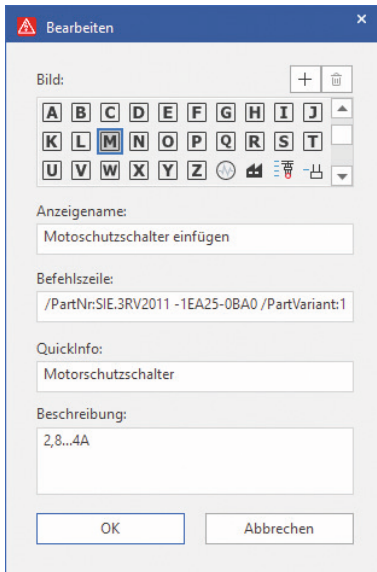 Bearbeiten
Bild:
A B C D E F G H I J
K L M N O P Q R S T
U V W X Y Z
Anzeigename:
Motoschutzschalter einfügen
Befehlszeile:
/PartNr:SIE.3RV2011 -1EA25-0BA0 /PartVariant:1
QuickInfo:
Motorschutzschalter
Beschreibung:
2,8...4A
OK Abbrechen